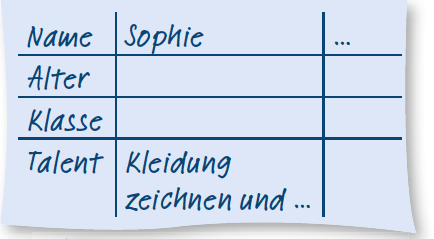 Name Sophie ...
Alter
Klasse
Talent Kleidung
zeichnen und ...